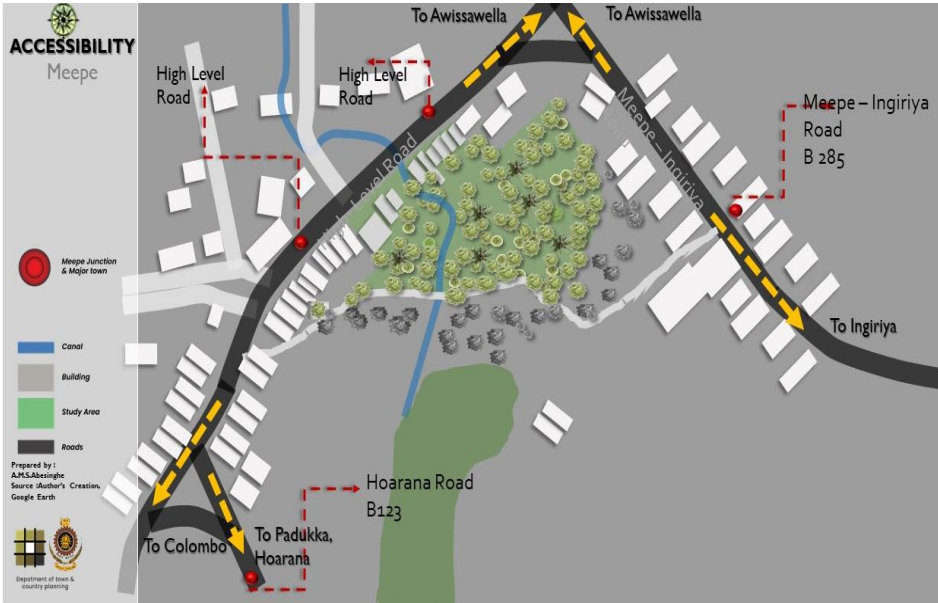 ACCESSIBILITY
Meepe
Meepe Junction
& Major town
Canal
Building
Study Area
Roads
Prepared by :
A.M.S.Abesinghe
Source :Author's Creation,
Google Earth
Depatment of town &
country planning
To Awissawella
To Awissawella
High Level
Road
High Level
Road
High Level Road
Meepe – Ingiriya
Road
Meepe – Ingiriya
Road
B 285
To Ingiriya
Hoarana Road
B123
To Colombo
To Padukka,
Hoarana